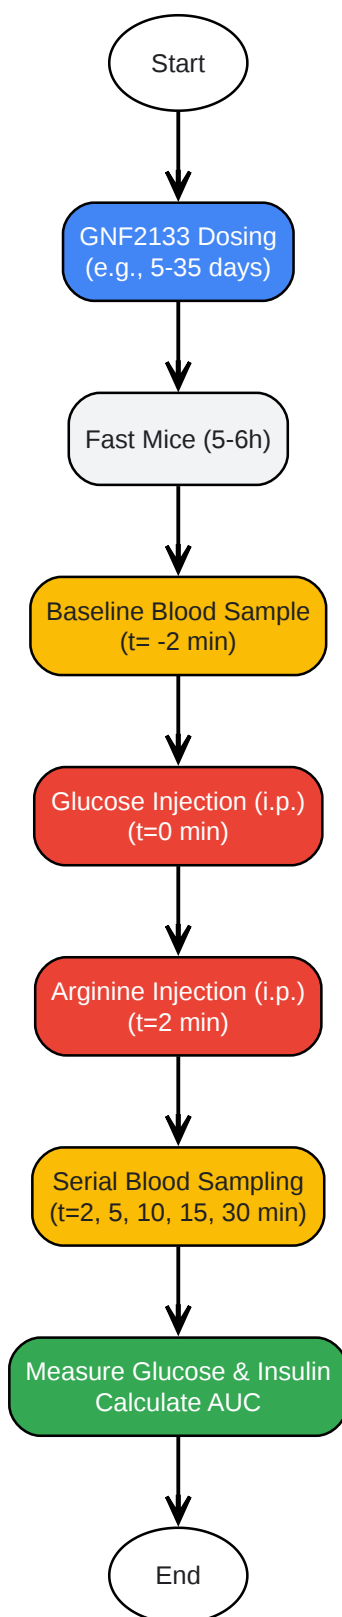 Start
GNF2133 Dosing
(e.g., 5-35 days)
Fast Mice (5-6h)
Baseline Blood Sample
(t= -2 min)
Glucose Injection (i.p.)
(t=0 min)
Arginine Injection (i.p.)
(t=2 min)
Serial Blood Sampling
(t=2, 5, 10, 15, 30 min)
Measure Glucose & Insulin
Calculate AUC
End